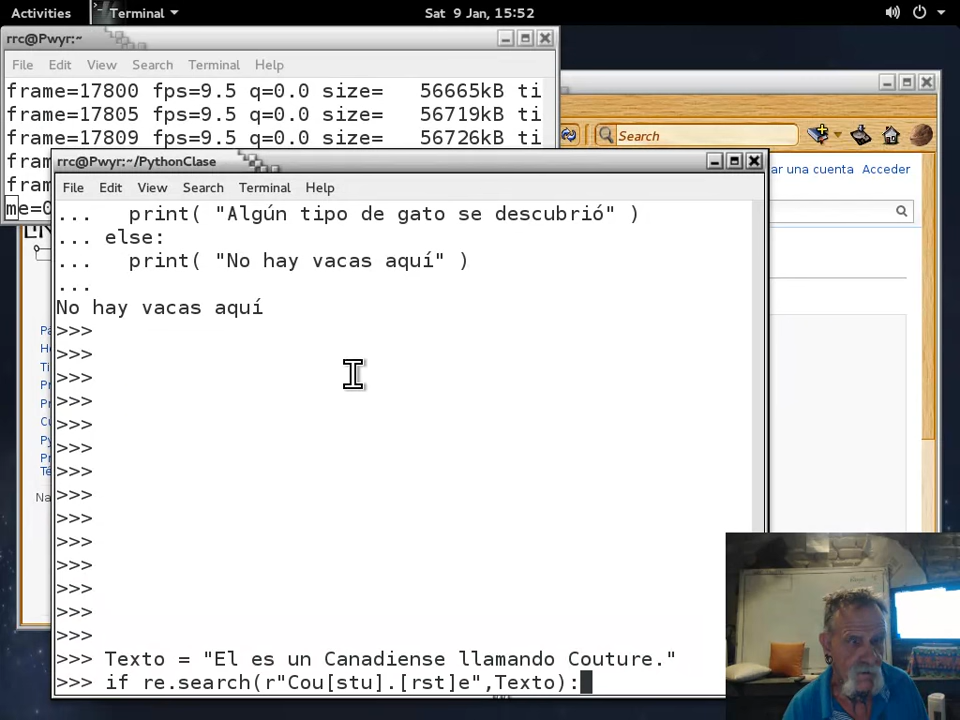 Activities
Terminal
Sat 9 Jan, 15:52
rrc@Pwyr:~
File Edit View Search Terminal Help
frame=17800 fps=9.5 q=0.0 size=   56665kB ti
frame=17805 fps=9.5 q=0.0 size=   56719kB ti
frame=17809 fps=9.5 q=0.0 size=   56726kB ti
Search
rrc@Pwyr:~/PythonClase
ar una cuenta Acceder
File Edit View Search Terminal Help
... print( "Algún tipo de gato se descubrió" )
... else:
... print( "No hay vacas aquí" )
...
No hay vacas aquí
>>>
>>>
>>>
>>>
>>>
>>>
>>>
>>>
>>>
>>>
>>>
>>>
>>>
>>>
>>> Texto = "El es un Canadiense llamando Couture."
>>> if re.search(r"Cou[stu].[rst]e",Texto):